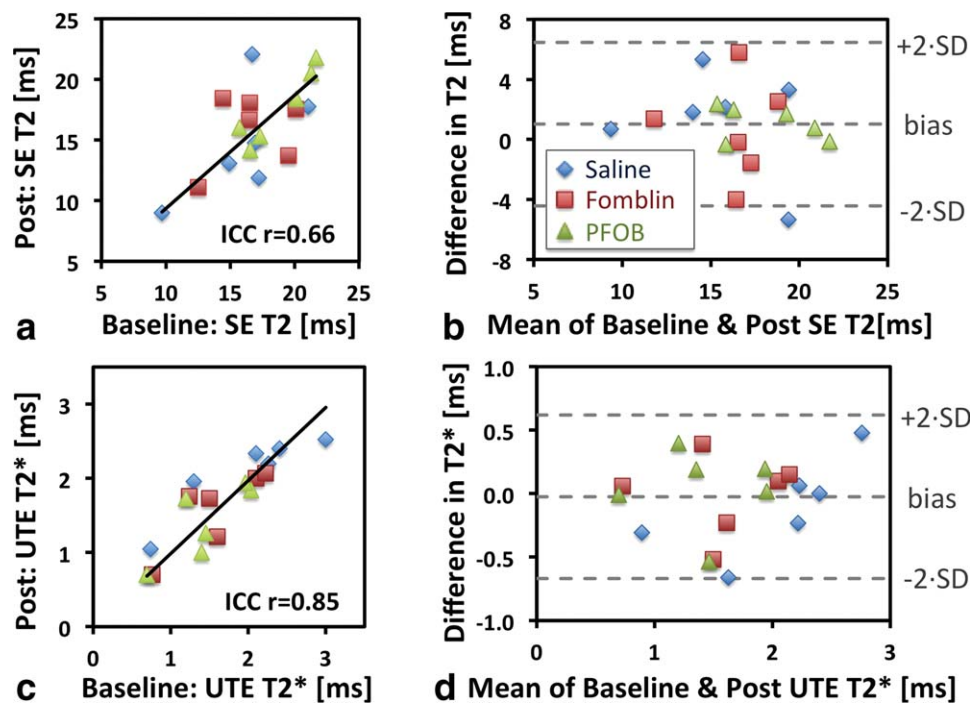 25
20
15
10
5
5 10 15 20 25
Post: SE T2 [ms]
ICC r=0.66
a
Baseline: SE T2 [ms]
8
4
0
-4
-8
5 10 15 20 25
Difference in T2 [ms]
Saline
Fomblin
PFOB
+2·SD
bias
-2·SD
b
Mean of Baseline & Post SE T2[ms]
3
2
1
0
0 1 2 3
Post: UTE T2* [ms]
ICC r=0.85
c
Baseline: UTE T2* [ms]
1.0
0.5
0.0
-0.5
-1.0
0 1 2 3
Difference in T2* [ms]
+2·SD
bias
-2·SD
d
Mean of Baseline & Post UTE T2* [ms]